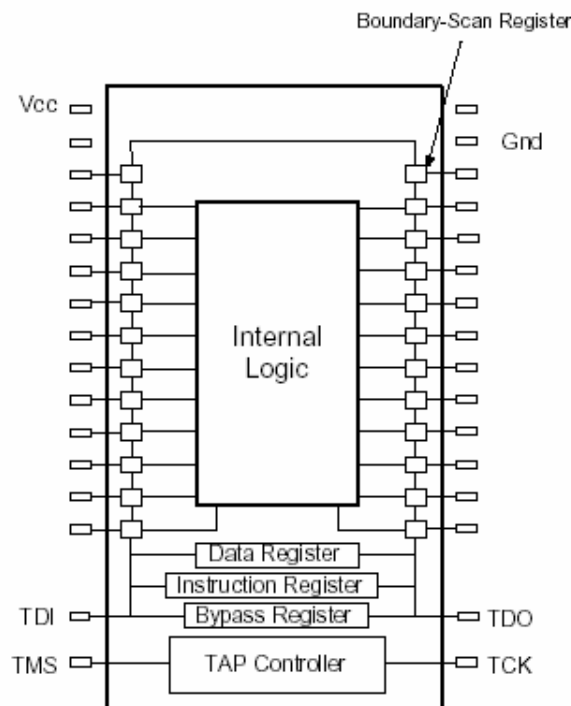 Boundary-Scan Register
Vcc
Gnd
Internal
Logic
Data Register
Instruction Register
TDI
Bypass Register
TDO
TMS
TAP Controller
TCK